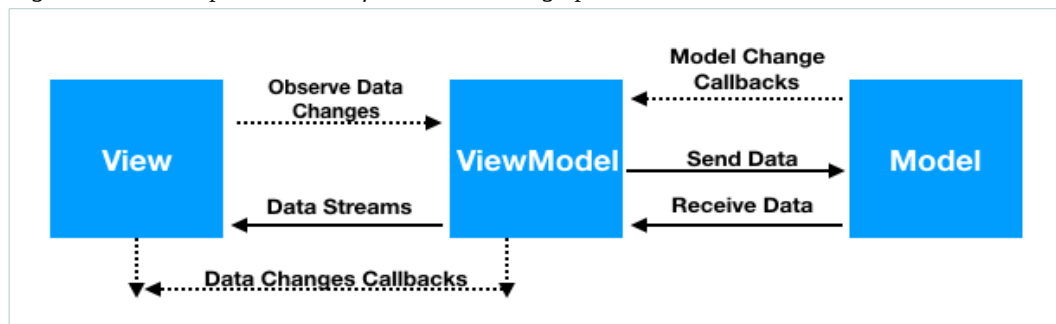 Model Change
Callbacks
Observe Data
Changes
View
ViewModel
Send Data
Model
Data Streams
Receive Data
Data Changes Callbacks